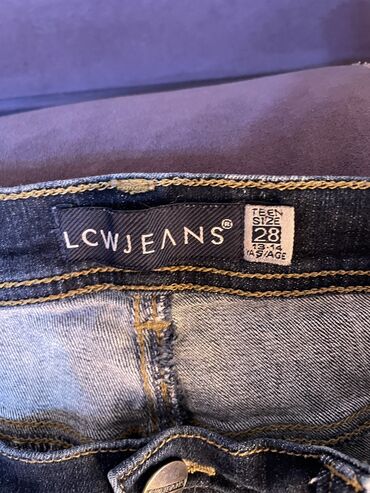 LCWJEANS®
TEEN
SIZE
28
13-14
YAŞ/AGE